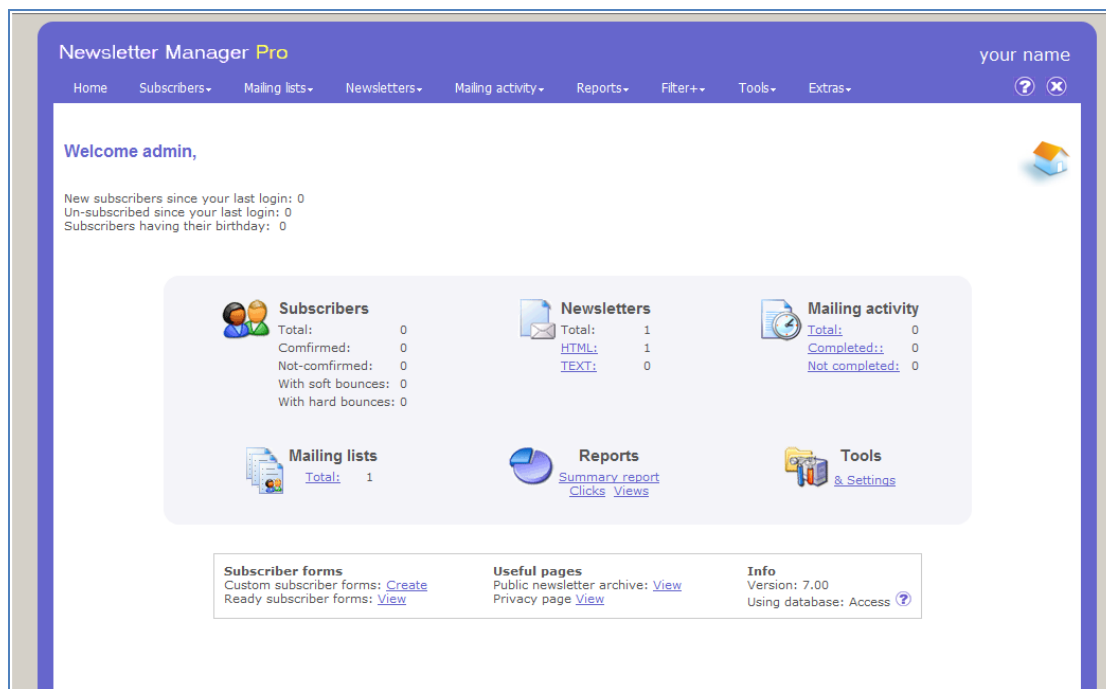 Newsletter Manager Pro
your name
Home Subscribers Mailing lists Newsletters Mailing activity Reports Filter+ Tools Extras ?
Welcome admin,
New subscribers since your last login: 0
Un-subscribed since your last login: 0
Subscribers having their birthday: 0
Subscribers
Total: 0
Comfirmed: 0
Not-comfirmed: 0
With soft bounces: 0
With hard bounces: 0
Newsletters
Total: 1
HTML: 1
TEXT: 0
Mailing activity
Total: 0
Completed:: 0
Not completed: 0
Mailing lists
Total: 1
Reports
Summary report
Clicks Views
Tools
& Settings
Subscriber forms
Custom subscriber forms: Create
Ready subscriber forms: View
Useful pages
Public newsletter archive: View
Privacy page View
Info
Version: 7.00
Using database: Access ?